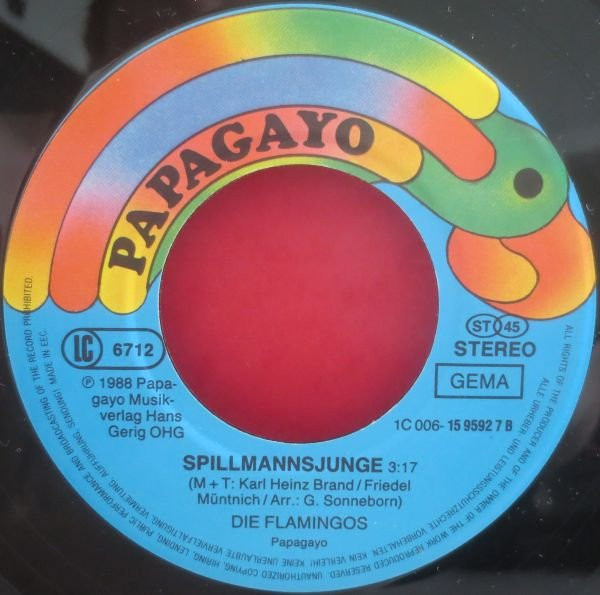 PAPAGAYO
LC 6712
ST 45
STEREO
GEMA
℗ 1988 Papa-
gayo Musik-
verlag Hans
Gerig OHG
1C 006- 15 9592 7 B
SPILLMANNSJUNGE 3:17
(M + T: Karl Heinz Brand / Friedel
Müntnich / Arr.: G. Sonneborn)
DIE FLAMINGOS
Papagayo
ALL RIGHTS OF THE PRODUCER AND OF THE OWNER OF THE WORK REPRODUCED RESERVED. UNAUTHORIZED COPYING, HIRING, LENDING, PUBLIC PERFORMANCE AND BROADCASTING OF THE RECORD PROHIBITED.
ALLE URHEBER UND LEISTUNGSSCHUTZRECHTE VORBEHALTEN. KEIN VERLEIH! KEINE UNERLAUBTE VERVIELFÄLTIGUNG, VERMIETUNG, AUFFÜHRUNG, SENDUNG! MADE IN EEC.